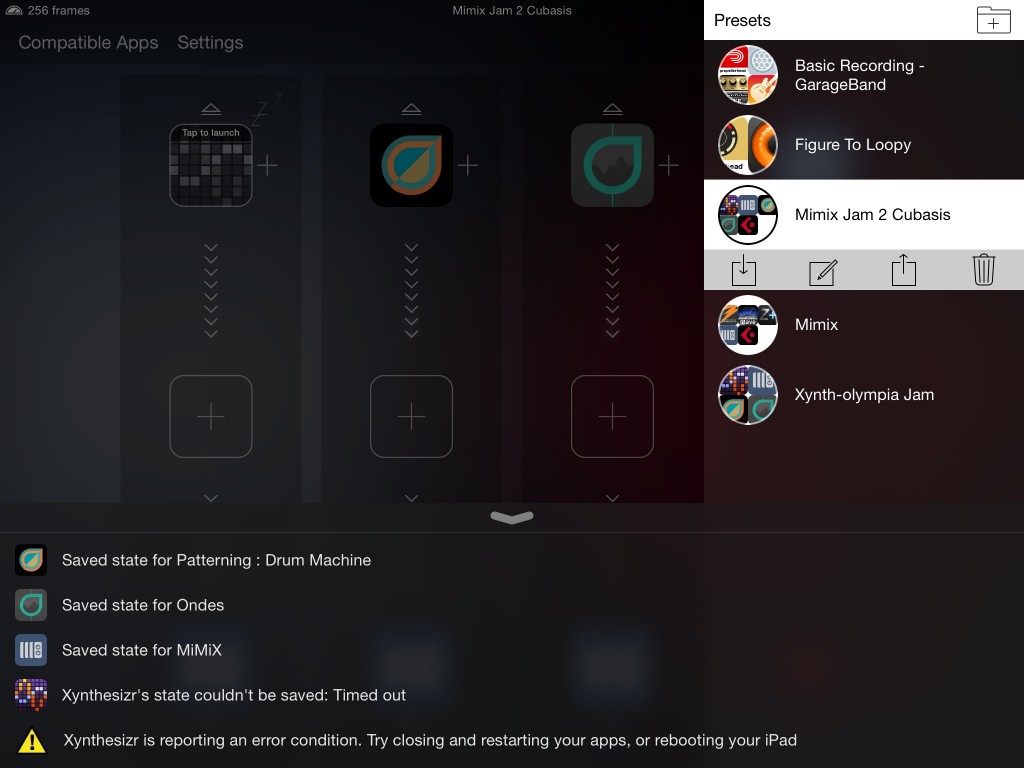 256 frames
Mimix Jam 2 Cubasis
Presets
Compatible Apps Settings
Basic Recording -
GarageBand
Tap to launch
Figure To Loopy
Mimix Jam 2 Cubasis
Mimix
Xynth-olympia Jam
Saved state for Patterning : Drum Machine
Saved state for Ondes
Saved state for MiMiX
Xynthesizr's state couldn't be saved: Timed out
Xynthesizr is reporting an error condition. Try closing and restarting your apps, or rebooting your iPad